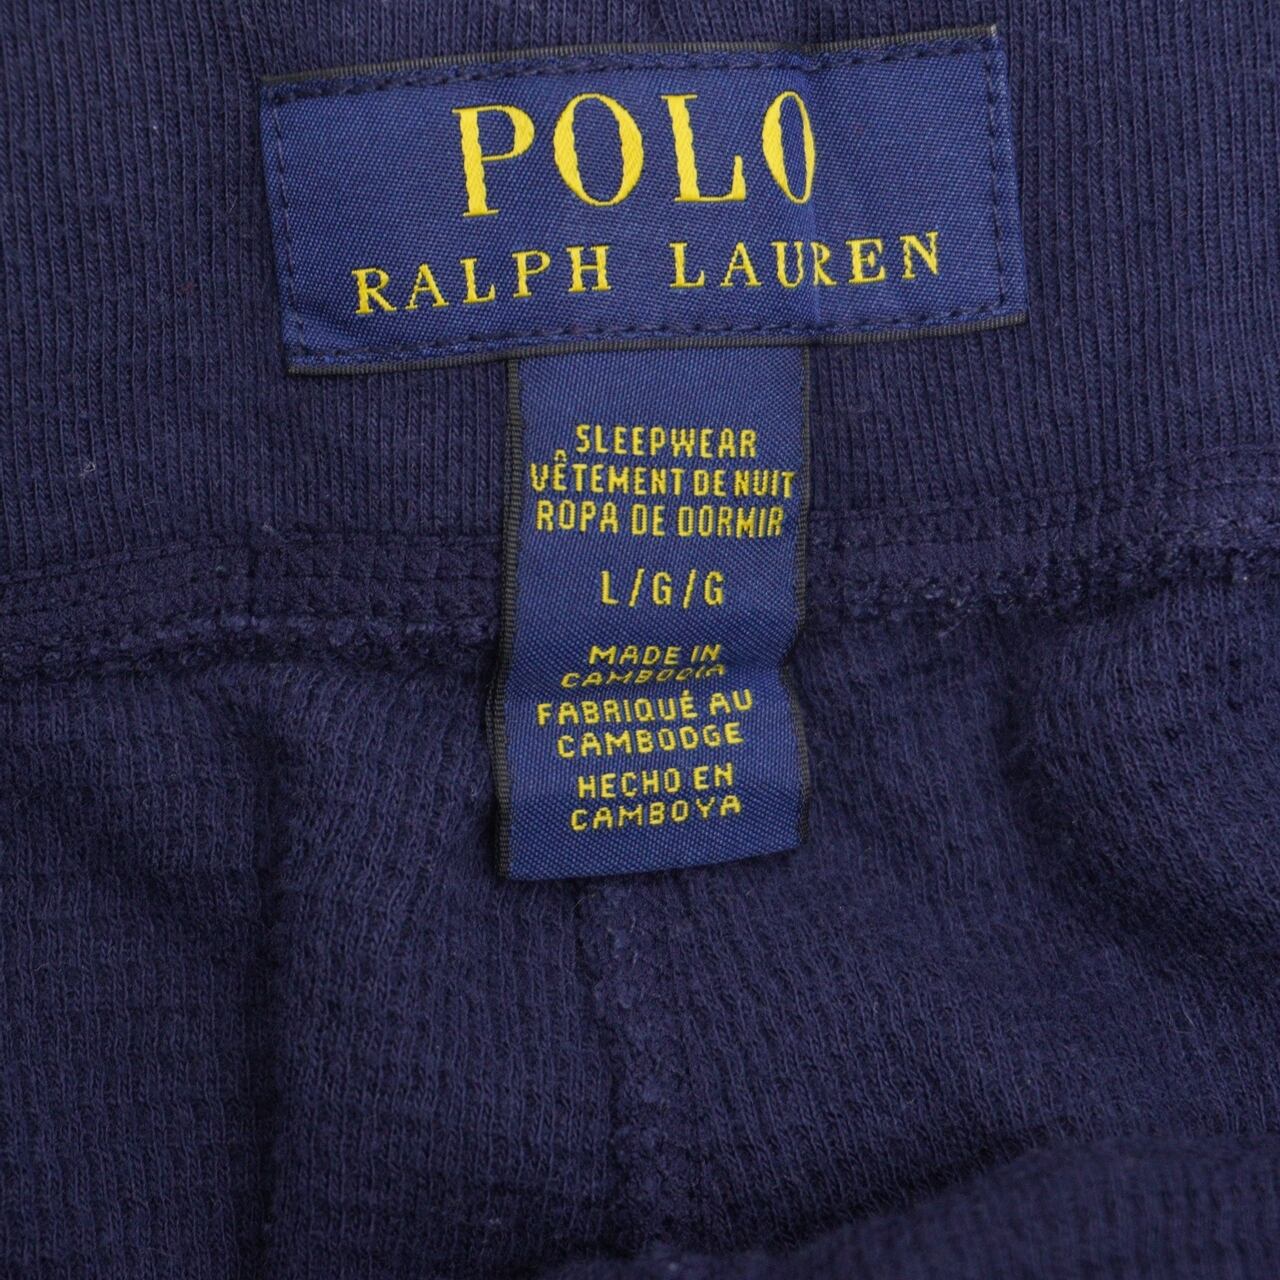 POLO
RALPH LAUREN
SLEEPWEAR
VÊTEMENT DE NUIT
ROPA DE DORMIR
L/G/G
MADE IN
CAMBODIA
FABRIQUÉ AU
CAMBODGE
HECHO EN
CAMBOYA